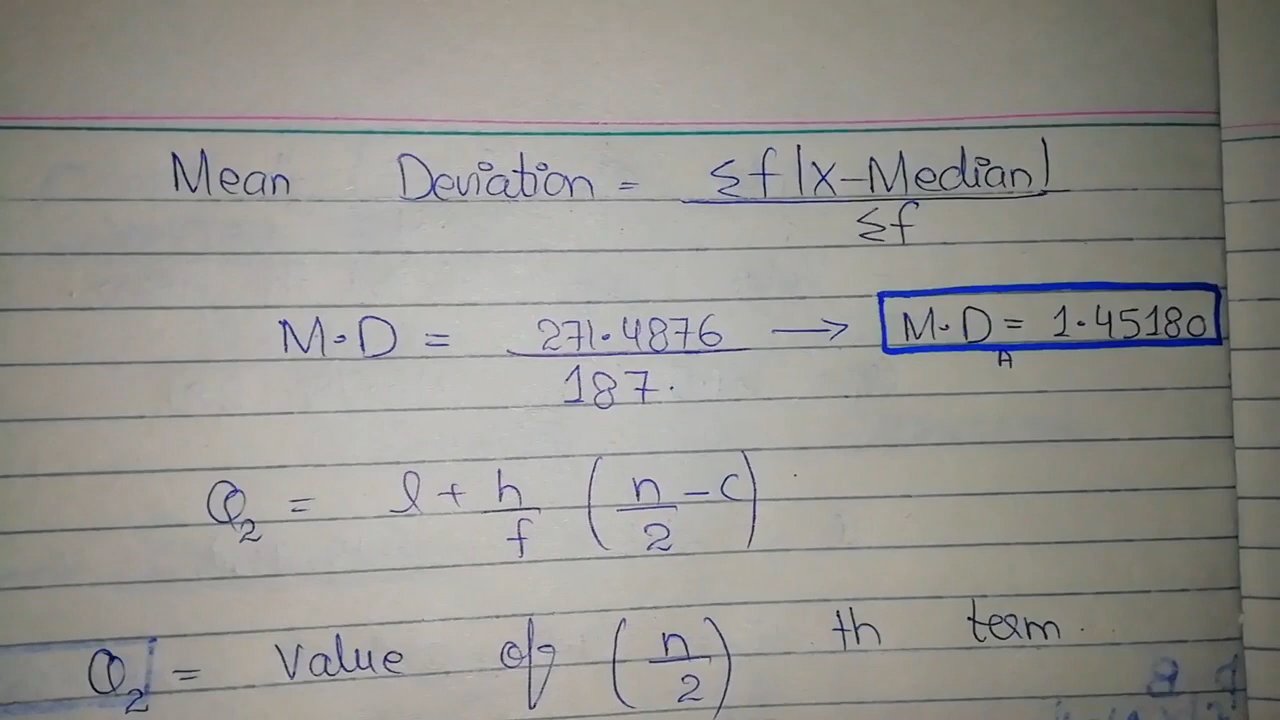 Mean Deviation = Σf|x-Median|
Σf
M.D = 271.4876 → M.D = 1.45180
187.
A
Q2 = l + h/f (n/2 - c)
Q2 = Value of (n/2) th term.